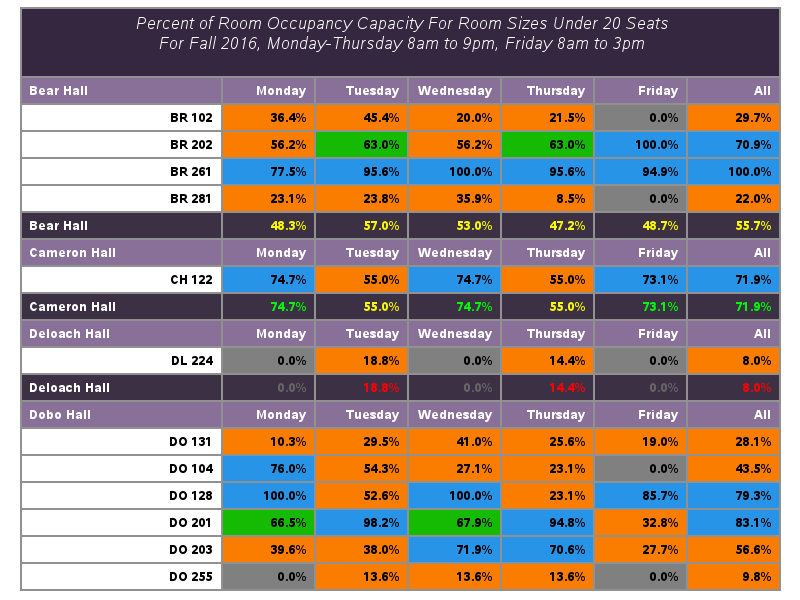 Percent of Room Occupancy Capacity For Room Sizes Under 20 Seats
For Fall 2016, Monday-Thursday 8am to 9pm, Friday 8am to 3pm
Bear Hall Monday Tuesday Wednesday Thursday Friday All
BR 102 36.4% 45.4% 20.0% 21.5% 0.0% 29.7%
BR 202 56.2% 63.0% 56.2% 63.0% 100.0% 70.9%
BR 261 77.5% 95.6% 100.0% 95.6% 94.9% 100.0%
BR 281 23.1% 23.8% 35.9% 8.5% 0.0% 22.0%
Bear Hall 48.3% 57.0% 53.0% 47.2% 48.7% 55.7%
Cameron Hall Monday Tuesday Wednesday Thursday Friday All
CH 122 74.7% 55.0% 74.7% 55.0% 73.1% 71.9%
Cameron Hall 74.7% 55.0% 74.7% 55.0% 73.1% 71.9%
Deloach Hall Monday Tuesday Wednesday Thursday Friday All
DL 224 0.0% 18.8% 0.0% 14.4% 0.0% 8.0%
Deloach Hall 0.0% 18.8% 0.0% 14.4% 0.0% 8.0%
Dobo Hall Monday Tuesday Wednesday Thursday Friday All
DO 131 10.3% 29.5% 41.0% 25.6% 19.0% 28.1%
DO 104 76.0% 54.3% 27.1% 23.1% 0.0% 43.5%
DO 128 100.0% 52.6% 100.0% 23.1% 85.7% 79.3%
DO 201 66.5% 98.2% 67.9% 94.8% 32.8% 83.1%
DO 203 39.6% 38.0% 71.9% 70.6% 27.7% 56.6%
DO 255 0.0% 13.6% 13.6% 13.6% 0.0% 9.8%